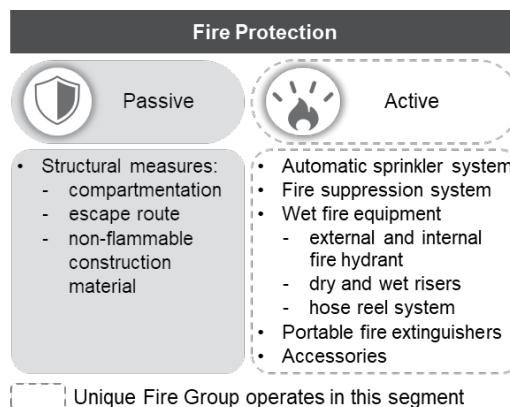 Fire Protection
Passive
Active
• Structural measures:
- compartmentation
- escape route
- non-flammable
construction
material
• Automatic sprinkler system
• Fire suppression system
• Wet fire equipment
- external and internal
fire hydrant
- dry and wet risers
- hose reel system
• Portable fire extinguishers
• Accessories
Unique Fire Group operates in this segment